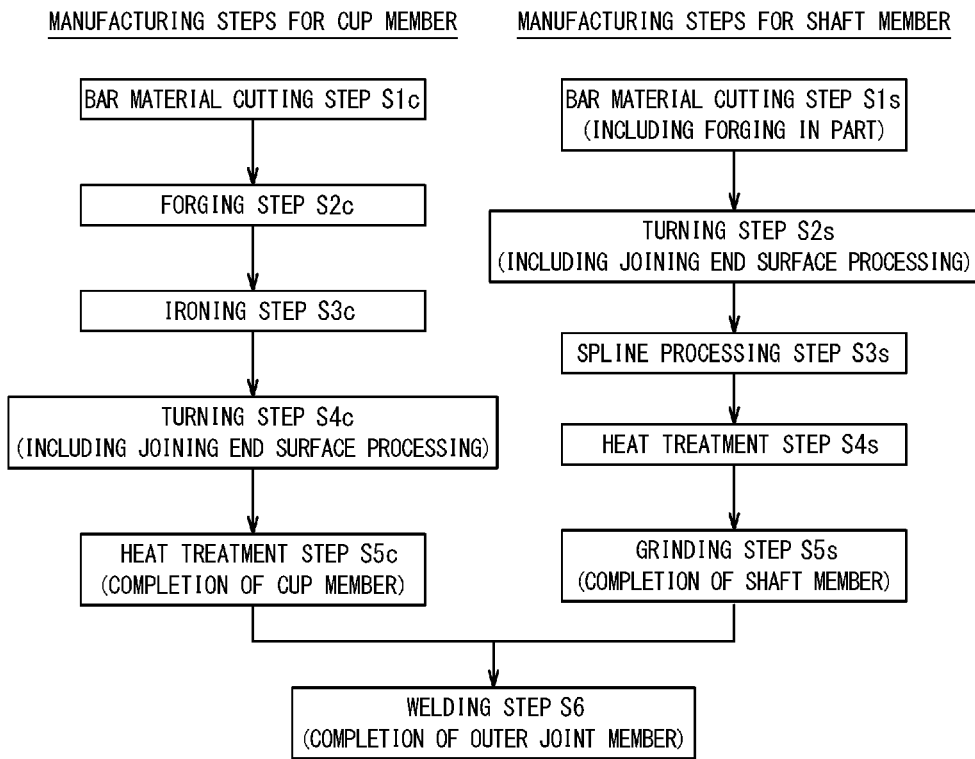 MANUFACTURING STEPS FOR CUP MEMBER
BAR MATERIAL CUTTING STEP S1c
FORGING STEP S2c
IRONING STEP S3c
TURNING STEP S4c
(INCLUDING JOINING END SURFACE PROCESSING)
HEAT TREATMENT STEP S5c
(COMPLETION OF CUP MEMBER)
MANUFACTURING STEPS FOR SHAFT MEMBER
BAR MATERIAL CUTTING STEP S1s
(INCLUDING FORGING IN PART)
TURNING STEP S2s
(INCLUDING JOINING END SURFACE PROCESSING)
SPLINE PROCESSING STEP S3s
HEAT TREATMENT STEP S4s
GRINDING STEP S5s
(COMPLETION OF SHAFT MEMBER)
WELDING STEP S6
(COMPLETION OF OUTER JOINT MEMBER)